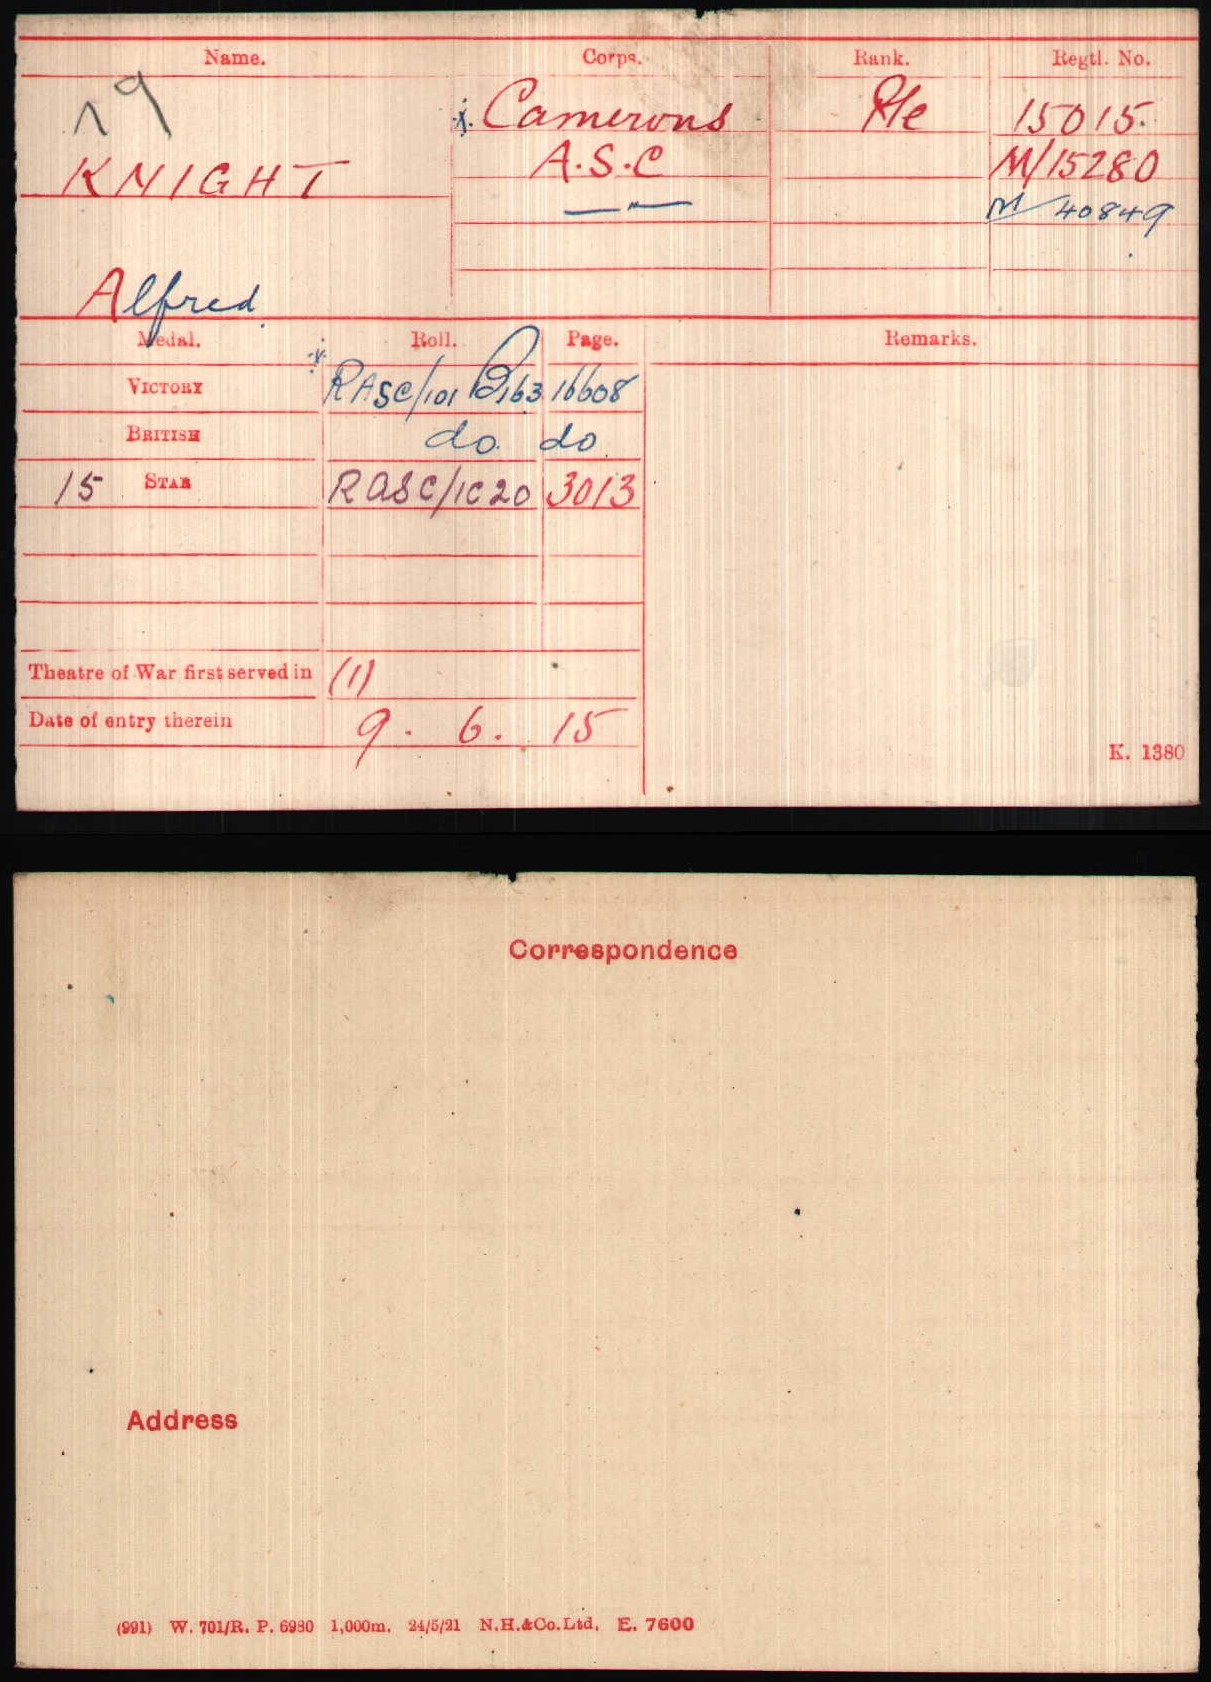 Name. Corps. Rank. Regtl. No.
19
x. Camerons Pte 15015.
KNIGHT A.S.C M/15280
—"— M/ 40849
Alfred
Medal. Roll. Page. Remarks.
x VICTORY RASC/101 B163 16608
BRITISH do. do.
15 STAR RASC/1C20 3013
Theatre of War first served in (1)
Date of entry therein 9. 6. 15
K. 1380
Correspondence
Address
(991) W. 701/R. P. 6980 1,000m. 24/5/21 N.H.&Co.Ltd. E. 7600